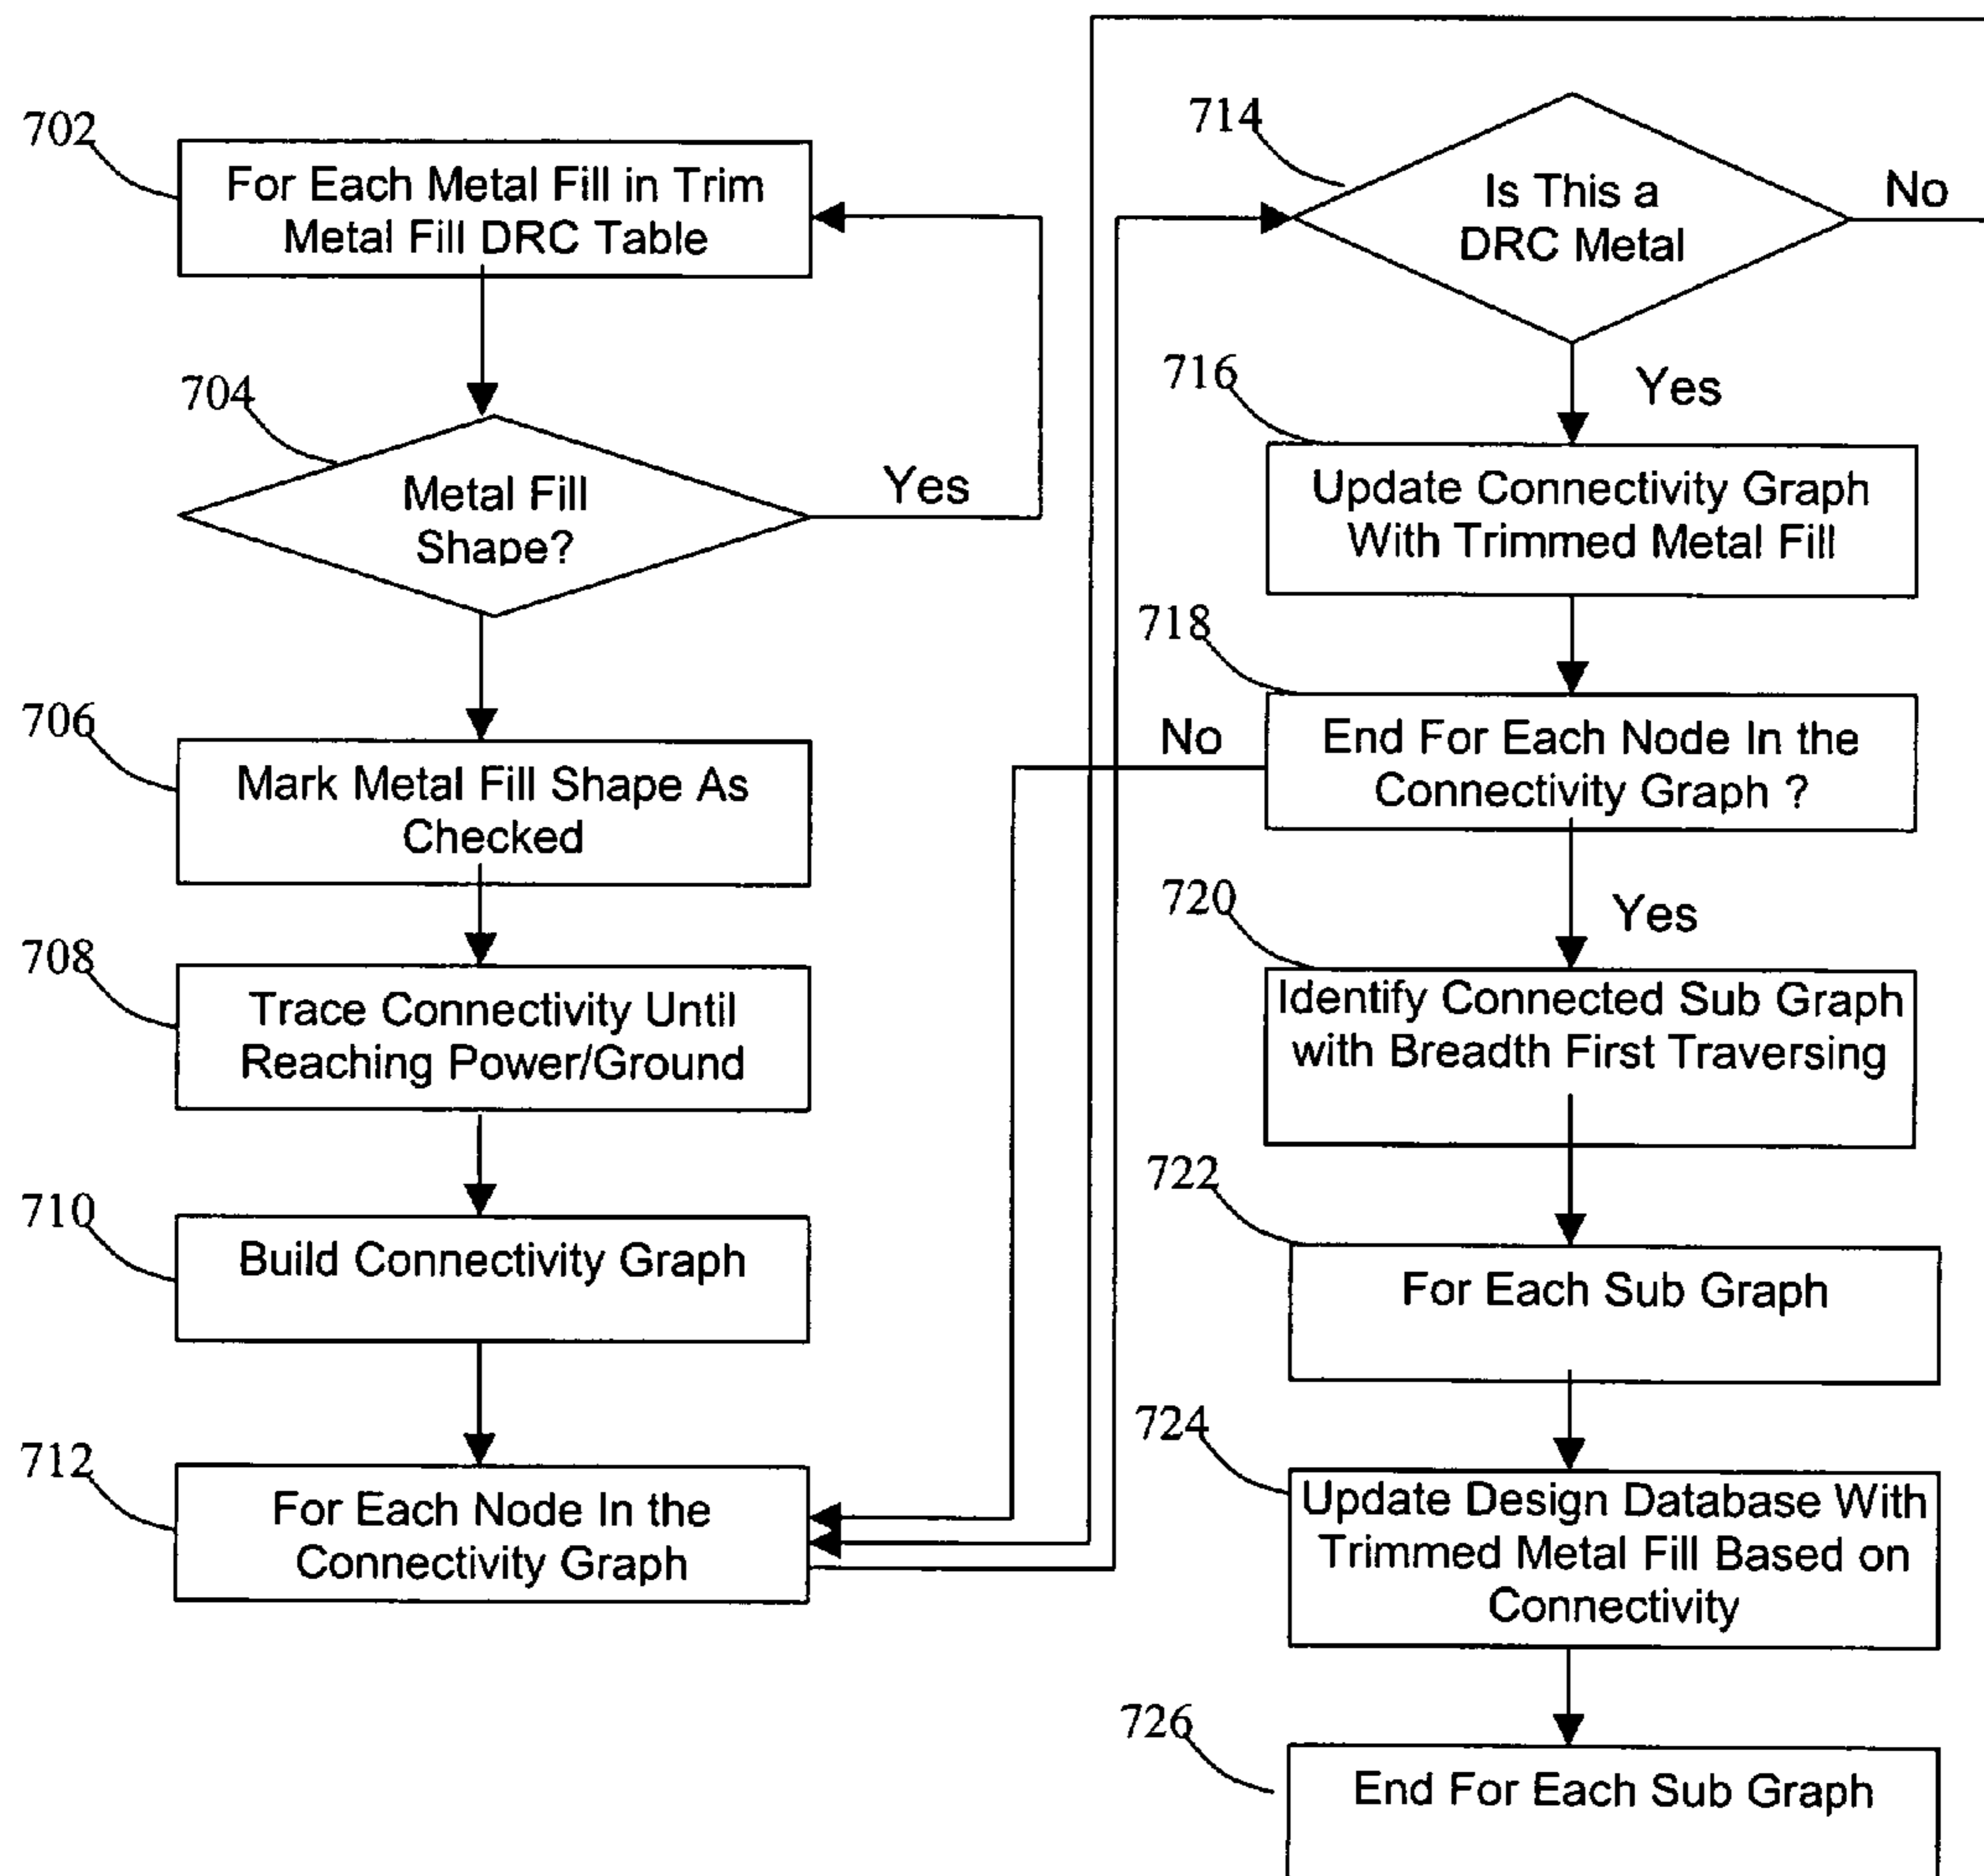 702
For Each Metal Fill in Trim
Metal Fill DRC Table
704
Metal Fill
Shape?
Yes
706
Mark Metal Fill Shape As
Checked
708
Trace Connectivity Until
Reaching Power/Ground
710
Build Connectivity Graph
712
For Each Node In the
Connectivity Graph
714
Is This a
DRC Metal
No
Yes
716
Update Connectivity Graph
With Trimmed Metal Fill
718
No
End For Each Node In the
Connectivity Graph ?
Yes
720
Identify Connected Sub Graph
with Breadth First Traversing
722
For Each Sub Graph
724
Update Design Database With
Trimmed Metal Fill Based on
Connectivity
726
End For Each Sub Graph